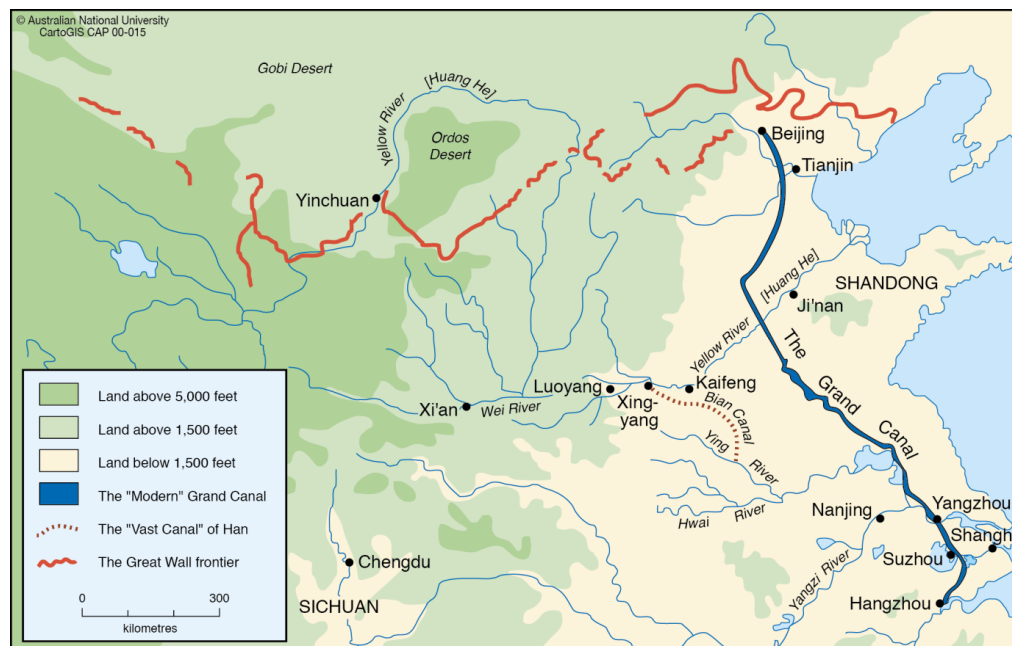 © Australian National University
CartoGIS CAP 00-015
Gobi Desert
Yellow River
[Huang He]
Ordos
Desert
Beijing
Tianjin
Yinchuan
[Huang He]
SHANDONG
Ji'nan
Yellow River
The Grand Canal
Luoyang
Kaifeng
Xing-
yang
Bian Canal
Xi'an
Wei River
Ying River
Hwai River
Nanjing
Yangzhou
Shangh
Suzhou
Yangzi River
Hangzhou
Chengdu
SICHUAN
Land above 5,000 feet
Land above 1,500 feet
Land below 1,500 feet
The "Modern" Grand Canal
The "Vast Canal" of Han
The Great Wall frontier
0 300
kilometres